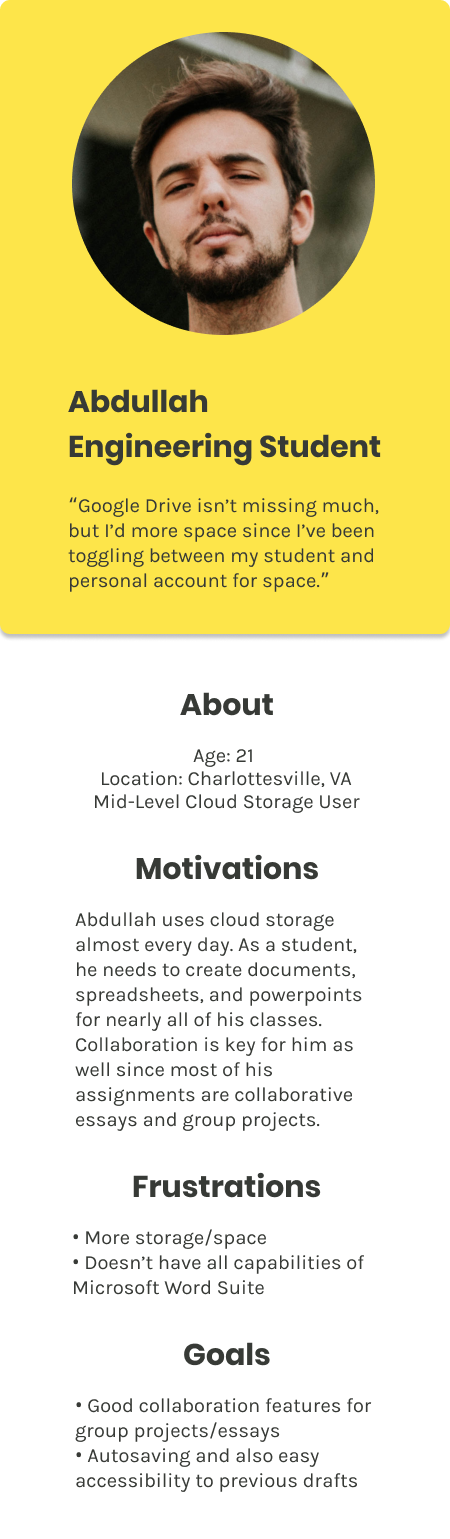 Abdullah
Engineering Student
“Google Drive isn’t missing much,
but I’d more space since I’ve been
toggling between my student and
personal account for space.”
About
Age: 21
Location: Charlottesville, VA
Mid-Level Cloud Storage User
Motivations
Abdullah uses cloud storage
almost every day. As a student,
he needs to create documents,
spreadsheets, and powerpoints
for nearly all of his classes.
Collaboration is key for him as
well since most of his
assignments are collaborative
essays and group projects.
Frustrations
• More storage/space
• Doesn’t have all capabilities of
Microsoft Word Suite
Goals
• Good collaboration features for
group projects/essays
• Autosaving and also easy
accessibility to previous drafts